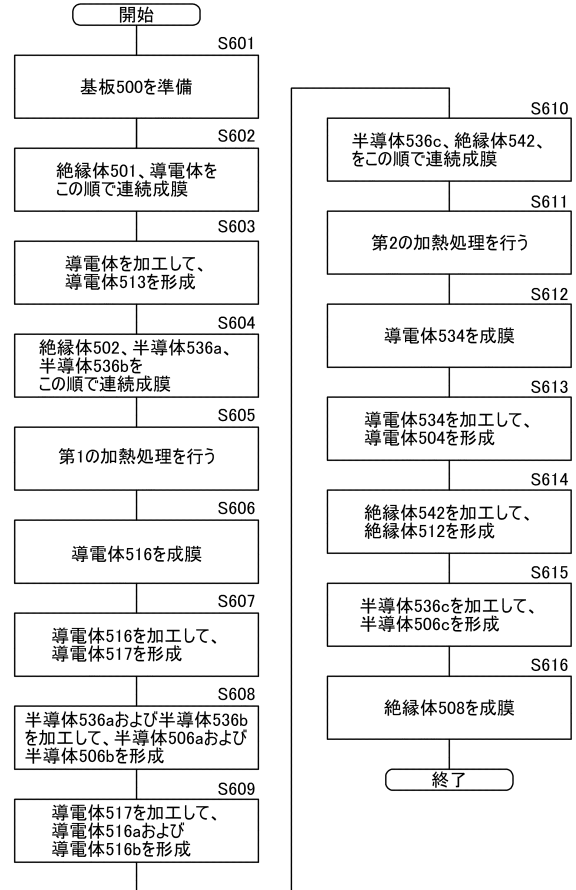 開始
S601
基板500を準備
S602
絶縁体501、導電体を
この順で連続成膜
S603
導電体を加工して、
導電体513を形成
S604
絶縁体502、半導体536a、
半導体536bを
この順で連続成膜
S605
第1の加熱処理を行う
S606
導電体516を成膜
S607
導電体516を加工して、
導電体517を形成
S608
半導体536aおよび半導体536b
を加工して、半導体506aおよび
半導体506bを形成
S609
導電体517を加工して、
導電体516aおよび
導電体516bを形成
S610
半導体536c、絶縁体542、
をこの順で連続成膜
S611
第2の加熱処理を行う
S612
導電体534を成膜
S613
導電体534を加工して、
導電体504を形成
S614
絶縁体542を加工して、
絶縁体512を形成
S615
半導体536cを加工して、
半導体506cを形成
S616
絶縁体508を成膜
終了